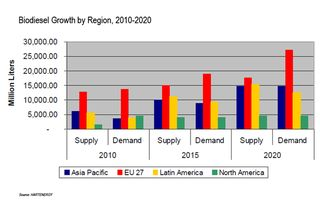 Biodiesel Growth by Region, 2010-2020
Million Liters
30,000.00
25,000.00
20,000.00
15,000.00
10,000.00
5,000.00
-
Supply Demand Supply Demand Supply Demand
2010 2015 2020
Asia Pacific EU 27 Latin America North America
Source: HARTENERGY